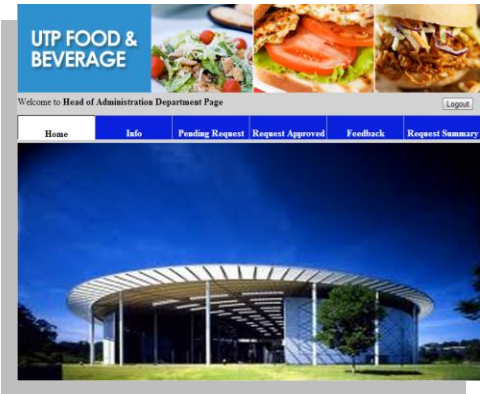 UTP FOOD &
BEVERAGE
Welcome to Head of Administration Department Page
Logout
Home Info Pending Request Request Approved Feedback Request Summary